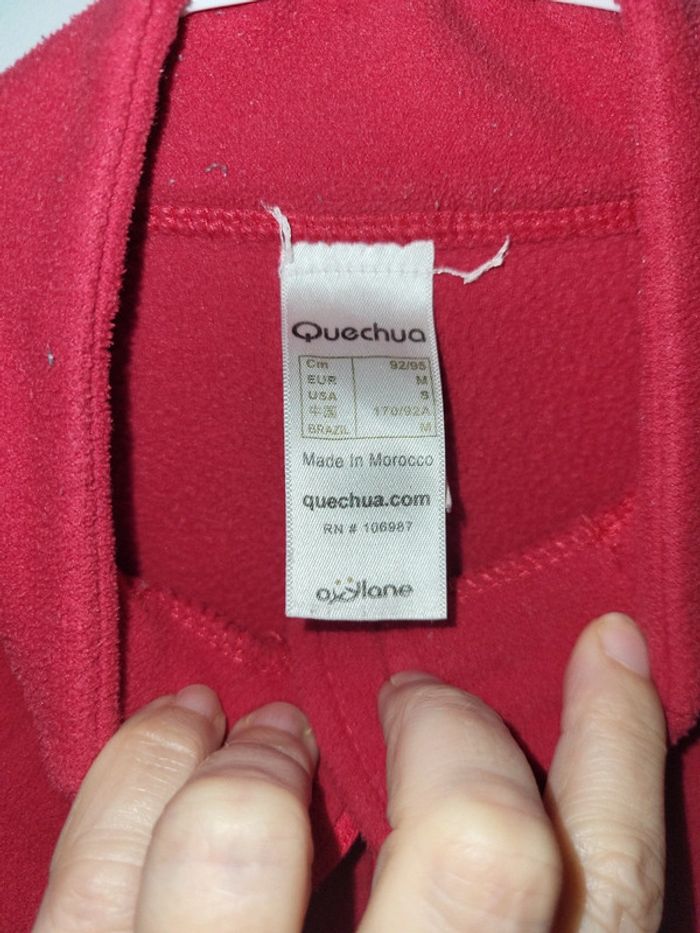 Quechua
Cm 92/95
EUR M
USA S
中国 170/92A
BRAZIL M
Made In Morocco
quechua.com
RN # 106987
oxylane